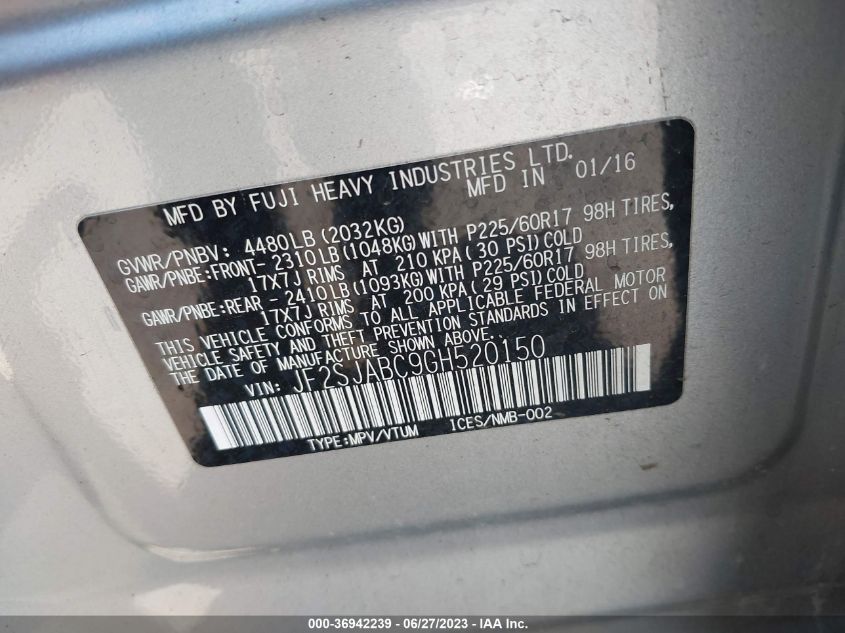 MFD BY FUJI HEAVY INDUSTRIES LTD.
MFD IN 01/16
GVWR/PNBV: 4480LB(2032KG)
GAWR/PNBE:FRONT-2310LB(1048KG)WITH P225/60R17 98H TIRES,
17X7J RIMS AT 210 KPA(30 PSI)COLD
GAWR/PNBE:REAR -2410LB(1093KG)WITH P225/60R17 98H TIRES,
17X7J RIMS AT 200 KPA(29 PSI)COLD
THIS VEHICLE CONFORMS TO ALL APPLICABLE FEDERAL MOTOR
VEHICLE SAFETY AND THEFT PREVENTION STANDARDS IN EFFECT ON
THE DATE OF MANUFACTURE SHOWN ABOVE.
VIN: JF2SJABC9GH520150
TYPE:MPV/VTUM ICES/NMB-002
000-36942239 - 06/27/2023 - IAA Inc.